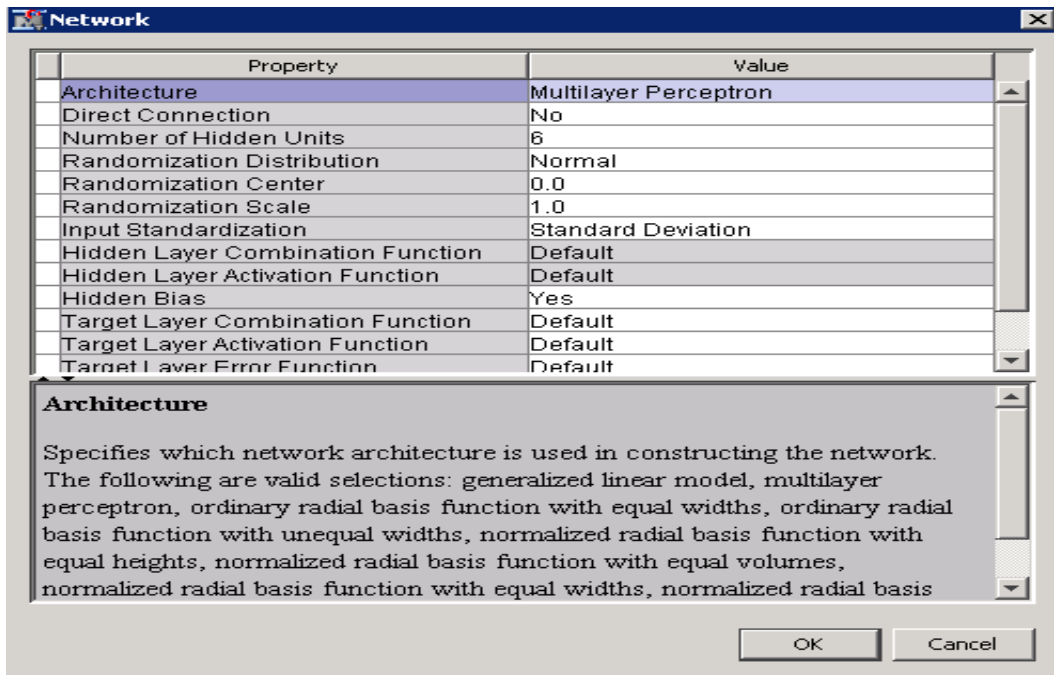 Network
Property Value
Architecture Multilayer Perceptron
Direct Connection No
Number of Hidden Units 6
Randomization Distribution Normal
Randomization Center 0.0
Randomization Scale 1.0
Input Standardization Standard Deviation
Hidden Layer Combination Function Default
Hidden Layer Activation Function Default
Hidden Bias Yes
Target Layer Combination Function Default
Target Layer Activation Function Default
Target Layer Error Function Default
Architecture
Specifies which network architecture is used in constructing the network.
The following are valid selections: generalized linear model, multilayer
perceptron, ordinary radial basis function with equal widths, ordinary radial
basis function with unequal widths, normalized radial basis function with
equal heights, normalized radial basis function with equal volumes,
normalized radial basis function with equal widths, normalized radial basis
OK Cancel